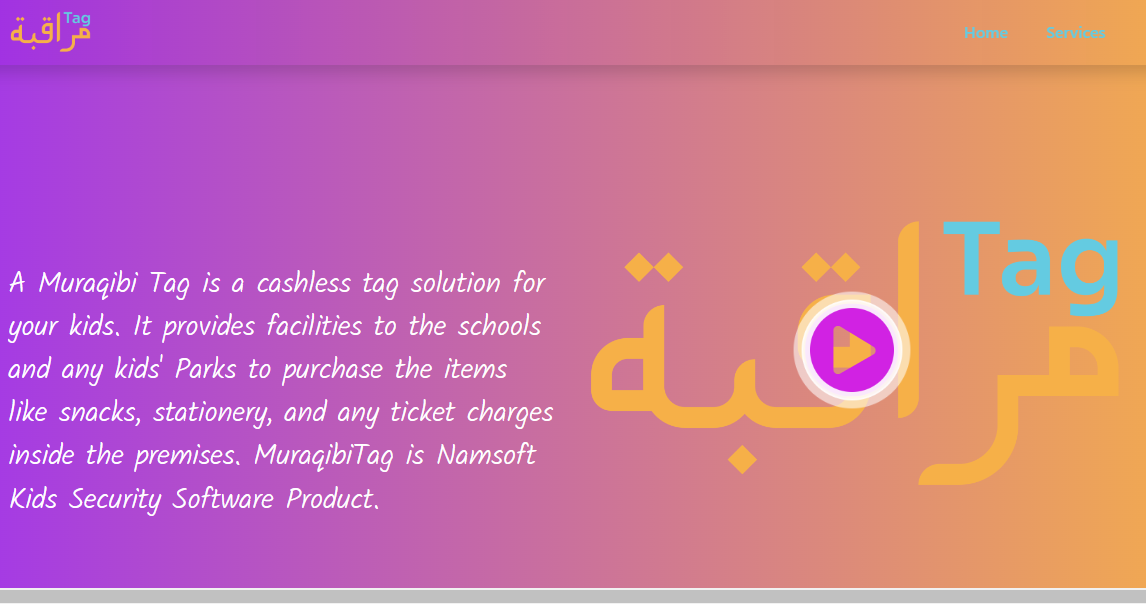 Tag
مراقبة
Home Services
A Muraqibi Tag is a cashless tag solution for
your kids. It provides facilities to the schools
and any kids' Parks to purchase the items
like snacks, stationery, and any ticket charges
inside the premises. MuraqibiTag is Namsoft
Kids Security Software Product.
Tag
مراقبة